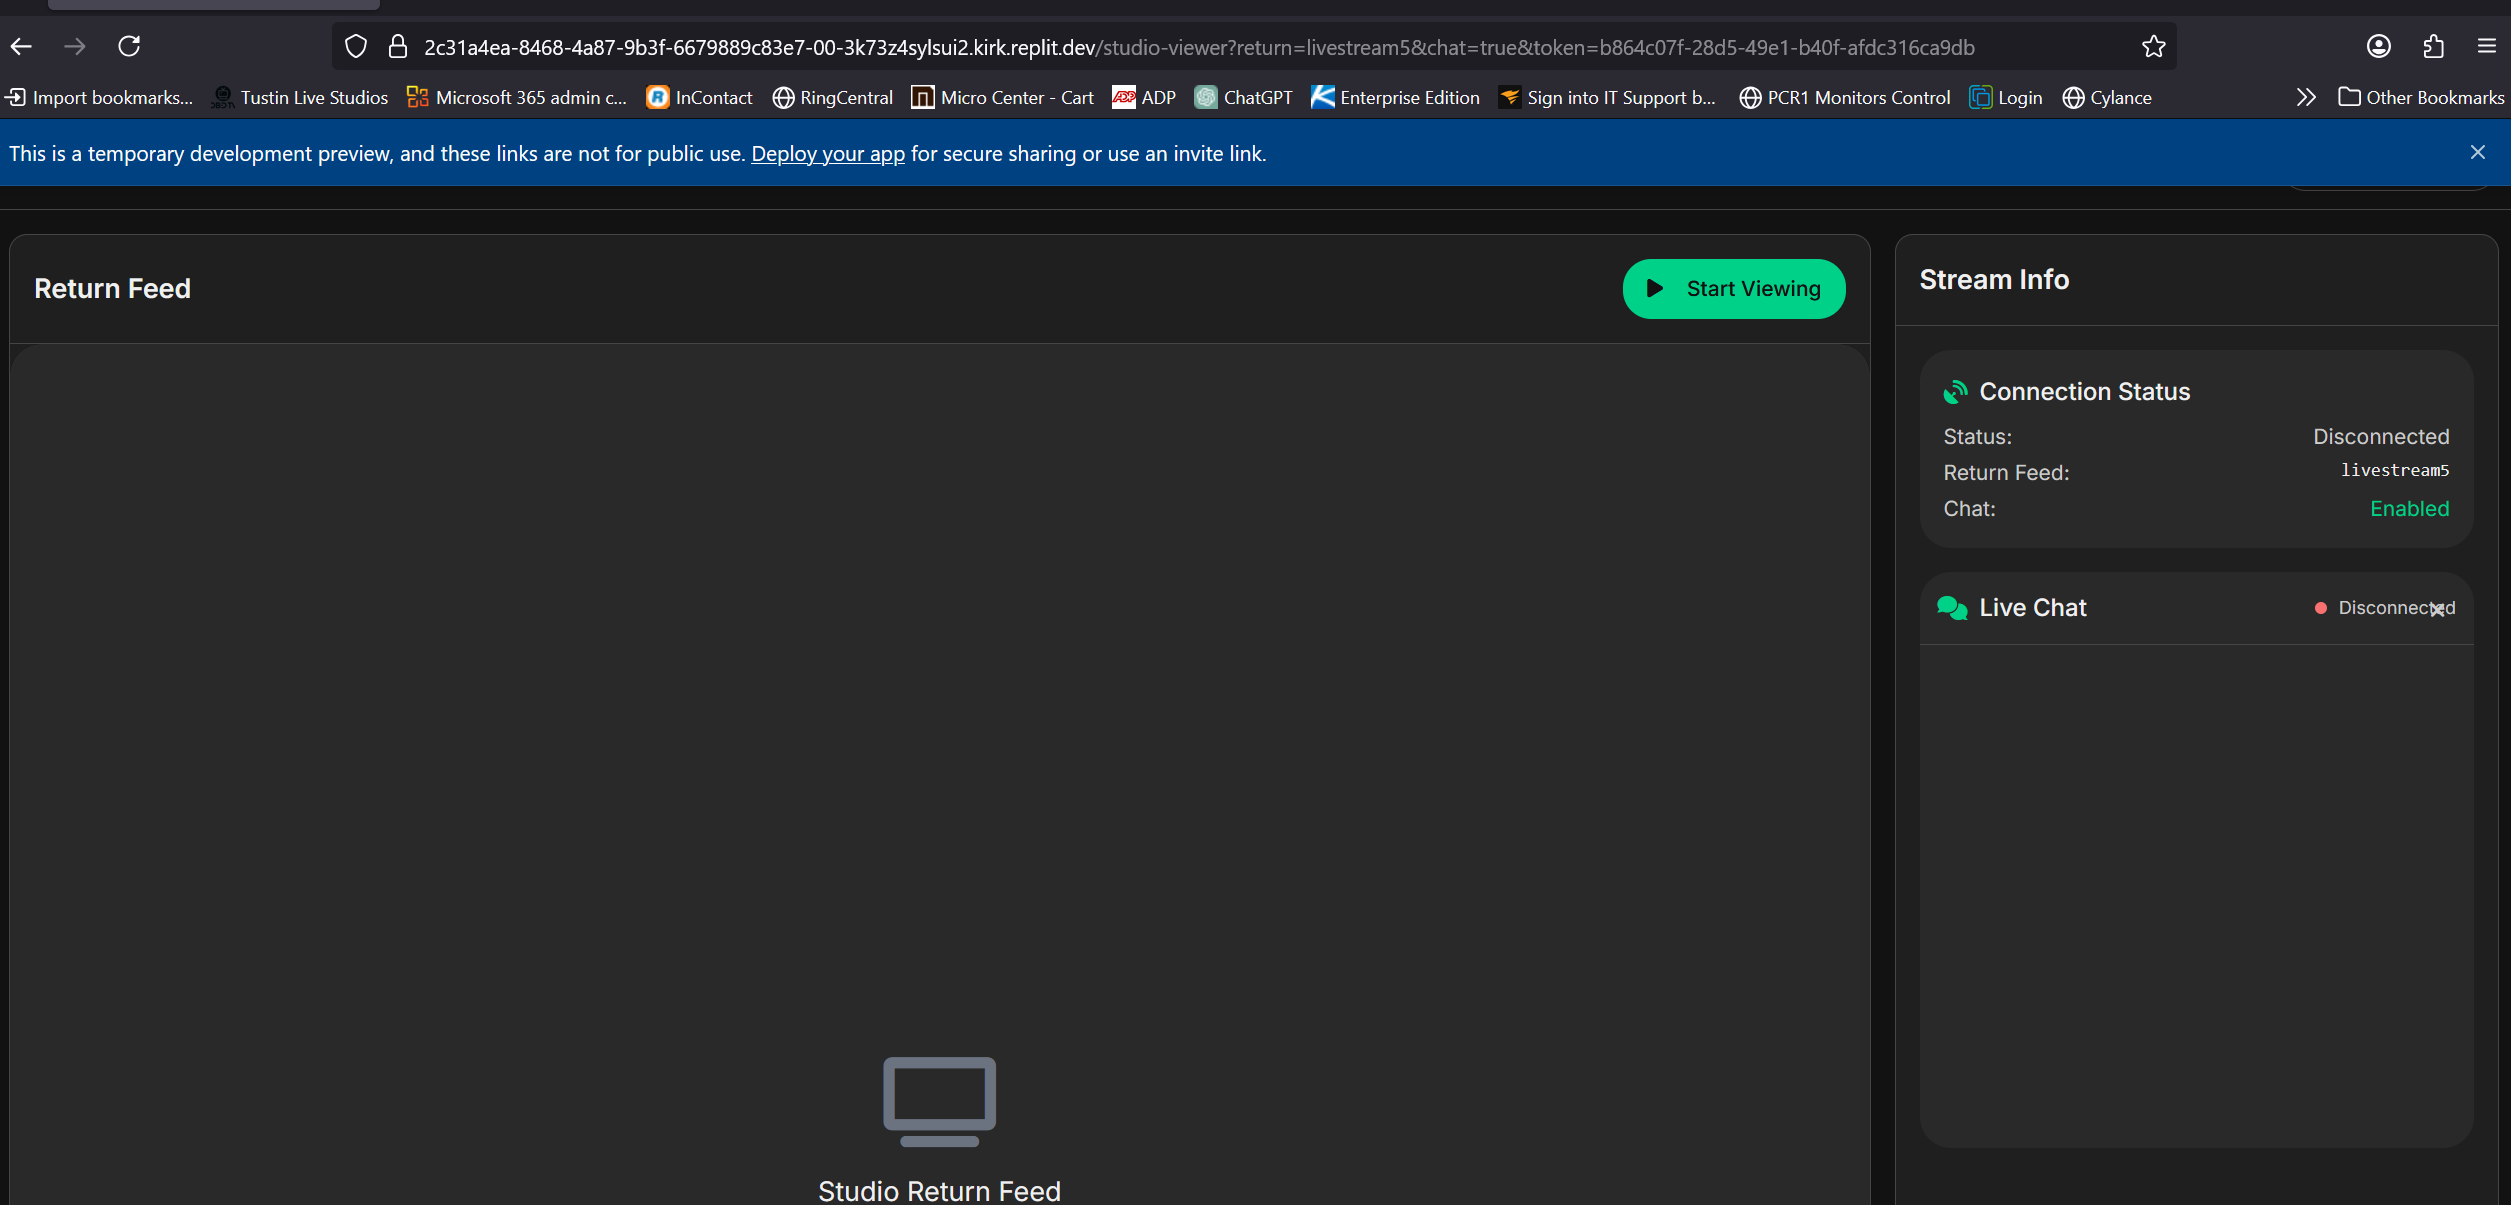 2c31a4ea-8468-4a87-9b3f-6679889c83e7-00-3k73z4sylsui2.kirk.replit.dev/studio-viewer?return=livestream5&chat=true&token=b864c07f-28d5-49e1-b40f-afdc316ca9db
Import bookmarks... Tustin Live Studios Microsoft 365 admin c... InContact RingCentral Micro Center - Cart ADP ChatGPT Enterprise Edition Sign into IT Support b... PCR1 Monitors Control Login Cylance Other Bookmarks
This is a temporary development preview, and these links are not for public use. Deploy your app for secure sharing or use an invite link.
Return Feed
Start Viewing
Studio Return Feed
Stream Info
Connection Status
Status: Disconnected
Return Feed: livestream5
Chat: Enabled
Live Chat
Disconnected